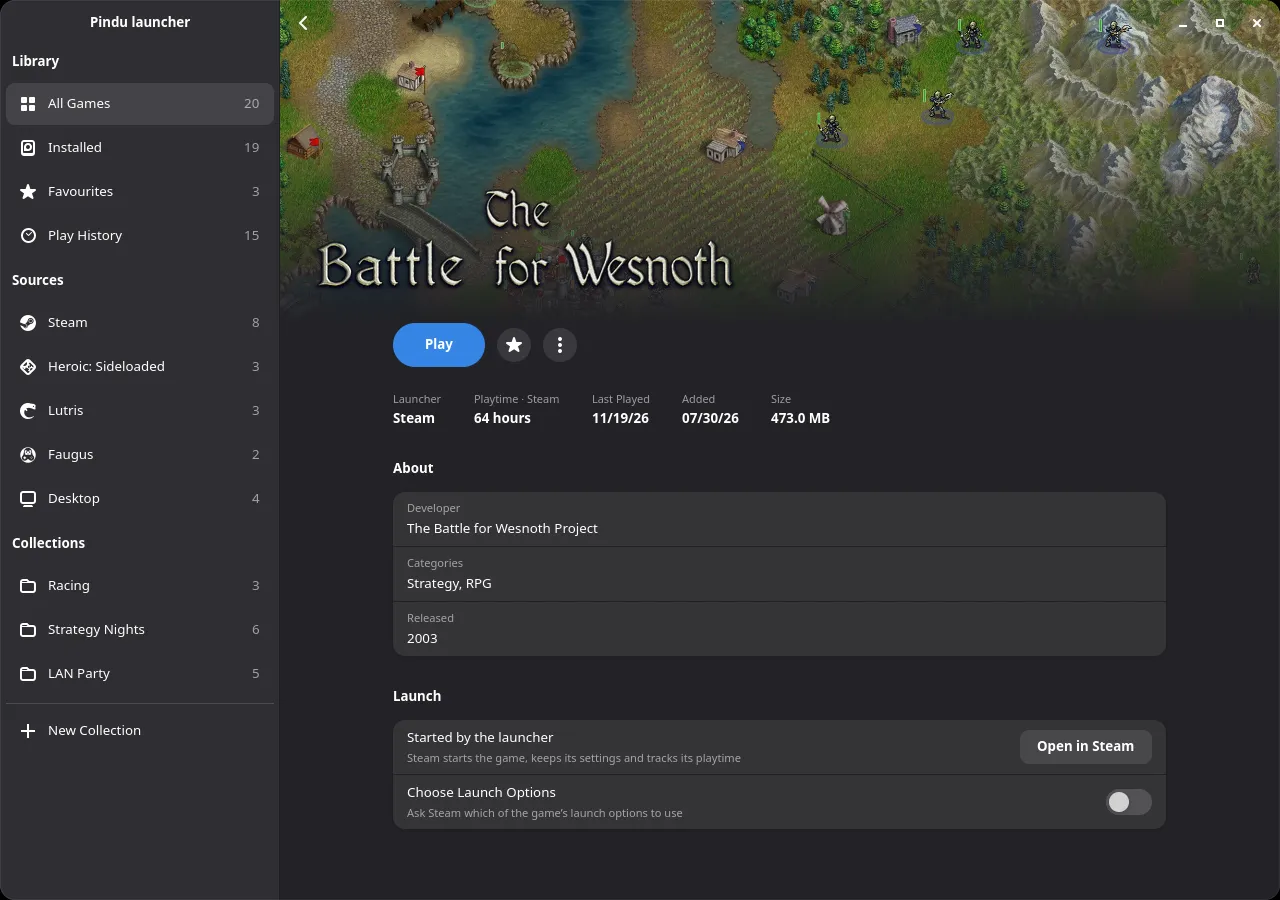 Pindu launcher
Library
All Games 20
Installed 19
Favourites 3
Play History 15
Sources
Steam 8
Heroic: Sideloaded 3
Lutris 3
Faugus 2
Desktop 4
Collections
Racing 3
Strategy Nights 6
LAN Party 5
New Collection
The
Battle for Wesnoth
Play
Launcher Playtime · Steam Last Played Added Size
Steam 64 hours 11/19/26 07/30/26 473.0 MB
About
Developer
The Battle for Wesnoth Project
Categories
Strategy, RPG
Released
2003
Launch
Started by the launcher
Steam starts the game, keeps its settings and tracks its playtime
Open in Steam
Choose Launch Options
Ask Steam which of the game’s launch options to use